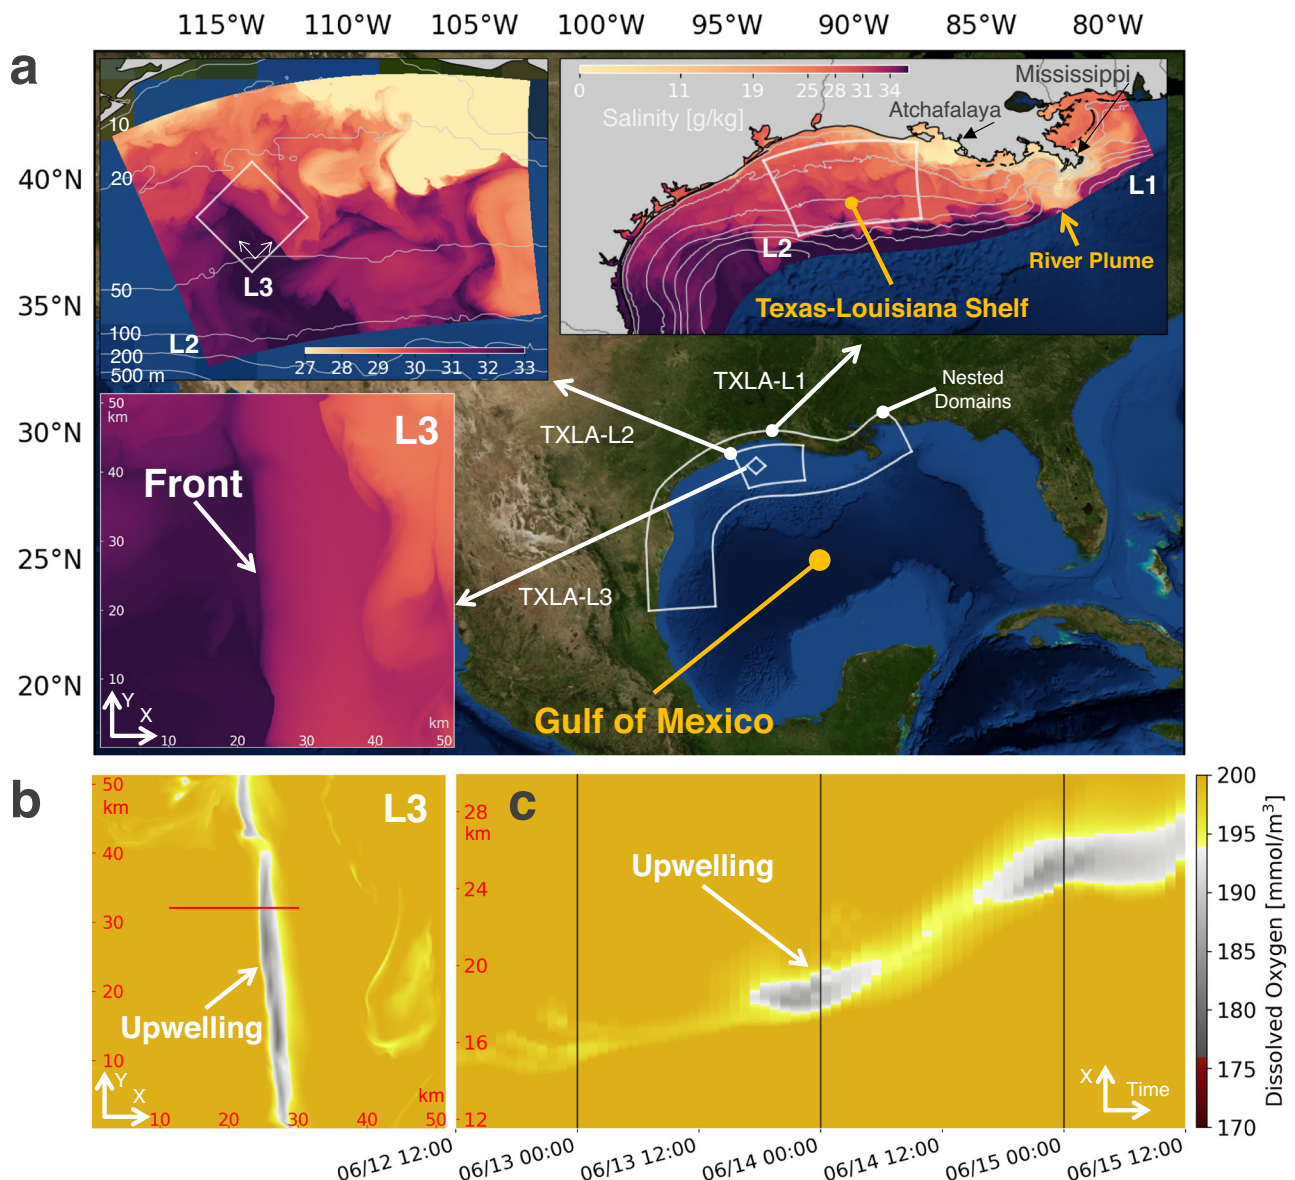 115°W 110°W 105°W 100°W 95°W 90°W 85°W 80°W
a
40°N
35°N
30°N
25°N
20°N
10
20
50
100
200
500 m
L3
L2
27 28 29 30 31 32 33
0 11 19 25 28 31 34
Salinity [g/kg]
Mississippi
Atchafalaya
L1
L2
River Plume
Texas-Louisiana Shelf
TXLA-L1
Nested
Domains
TXLA-L2
TXLA-L3
Gulf of Mexico
50
km
L3
40
Front
30
20
10
Y
X
km
10 20 30 40 50
b
50
km
L3
40
30
20
Upwelling
10
Y
X
km
10 20 30 40 50
c
28
km
Upwelling
24
20
16
12
X
Time
06/12 12:00 06/13 00:00 06/13 12:00 06/14 00:00 06/14 12:00 06/15 00:00 06/15 12:00
200
195
190
185
180
175
170
Dissolved Oxygen [mmol/m³]